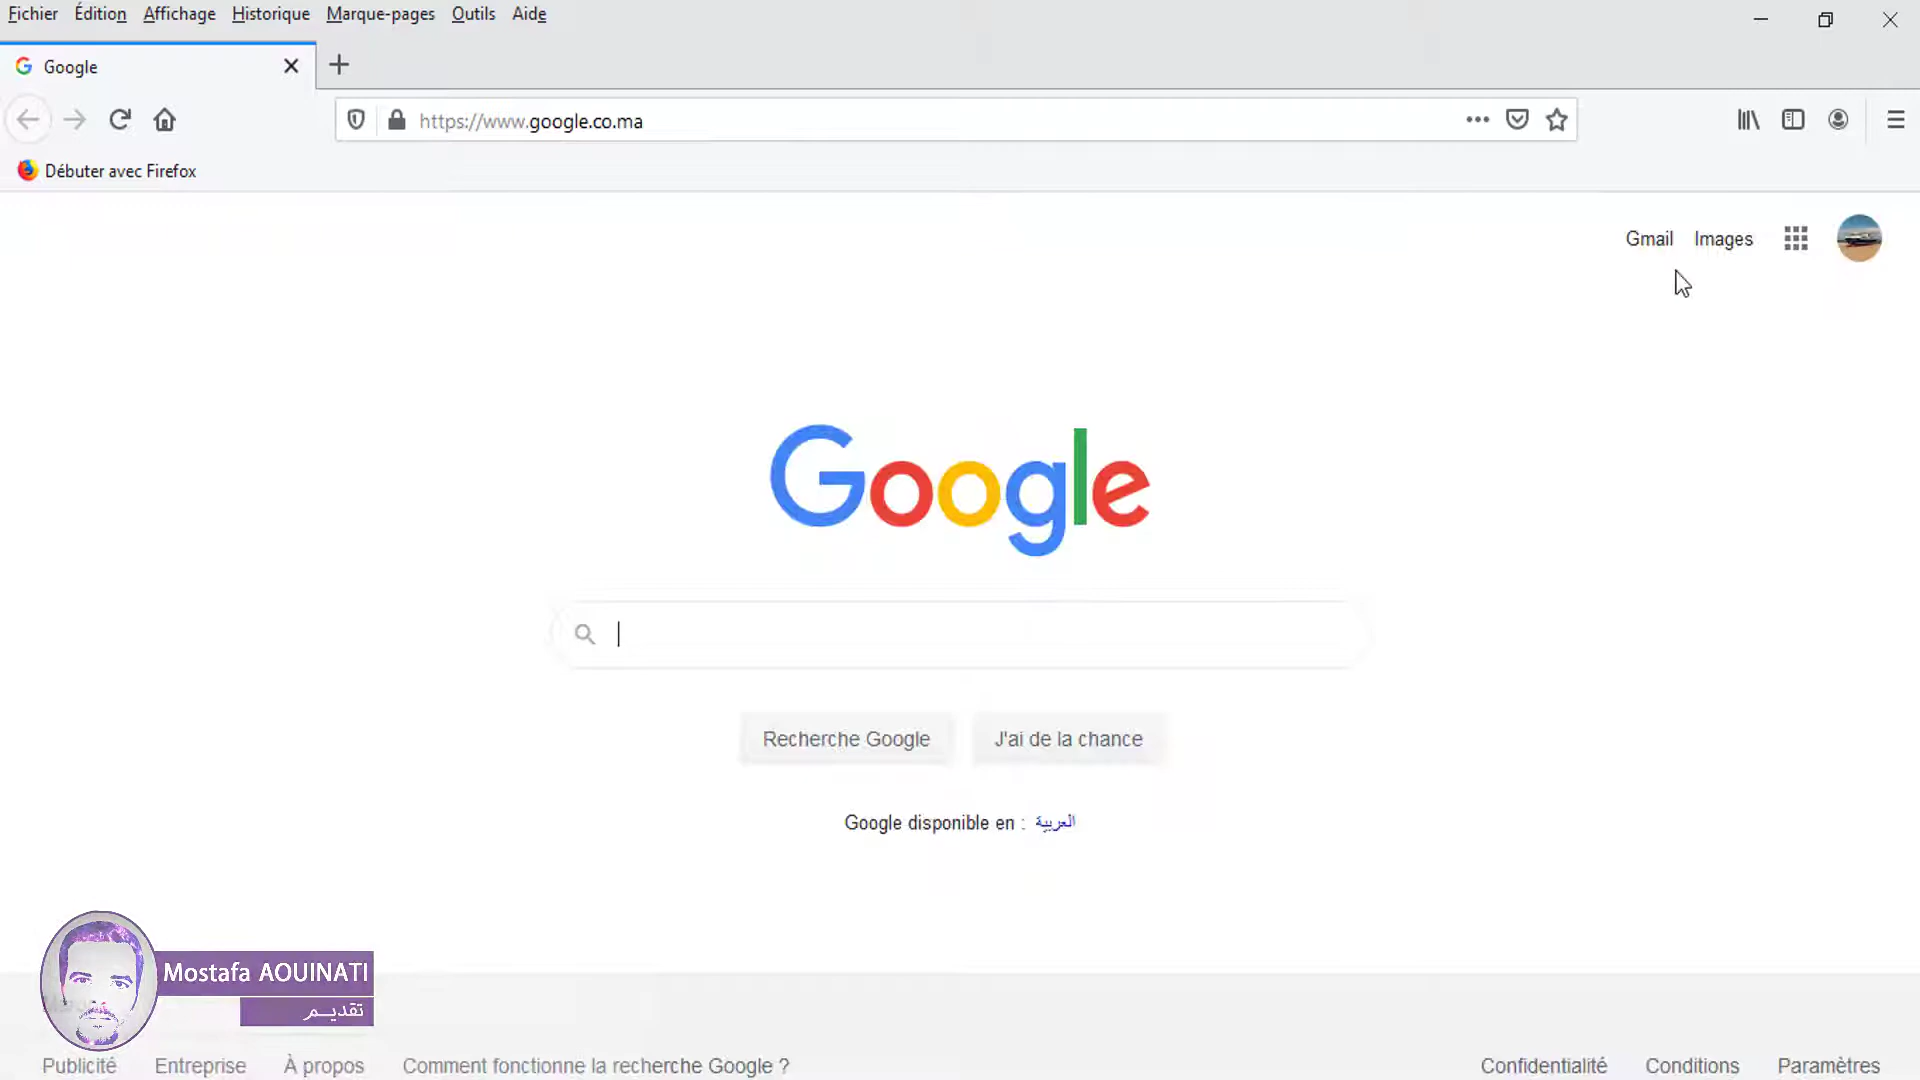 Fichier Édition Affichage Historique Marque-pages Outils Aide
Google
https://www.google.co.ma
Débuter avec Firefox
Gmail Images
Google
Recherche Google J'ai de la chance
Google disponible en : العربية
Mostafa AOUINATI
تقديـم
Publicité Entreprise À propos Comment fonctionne la recherche Google ? Confidentialité Conditions Paramètres